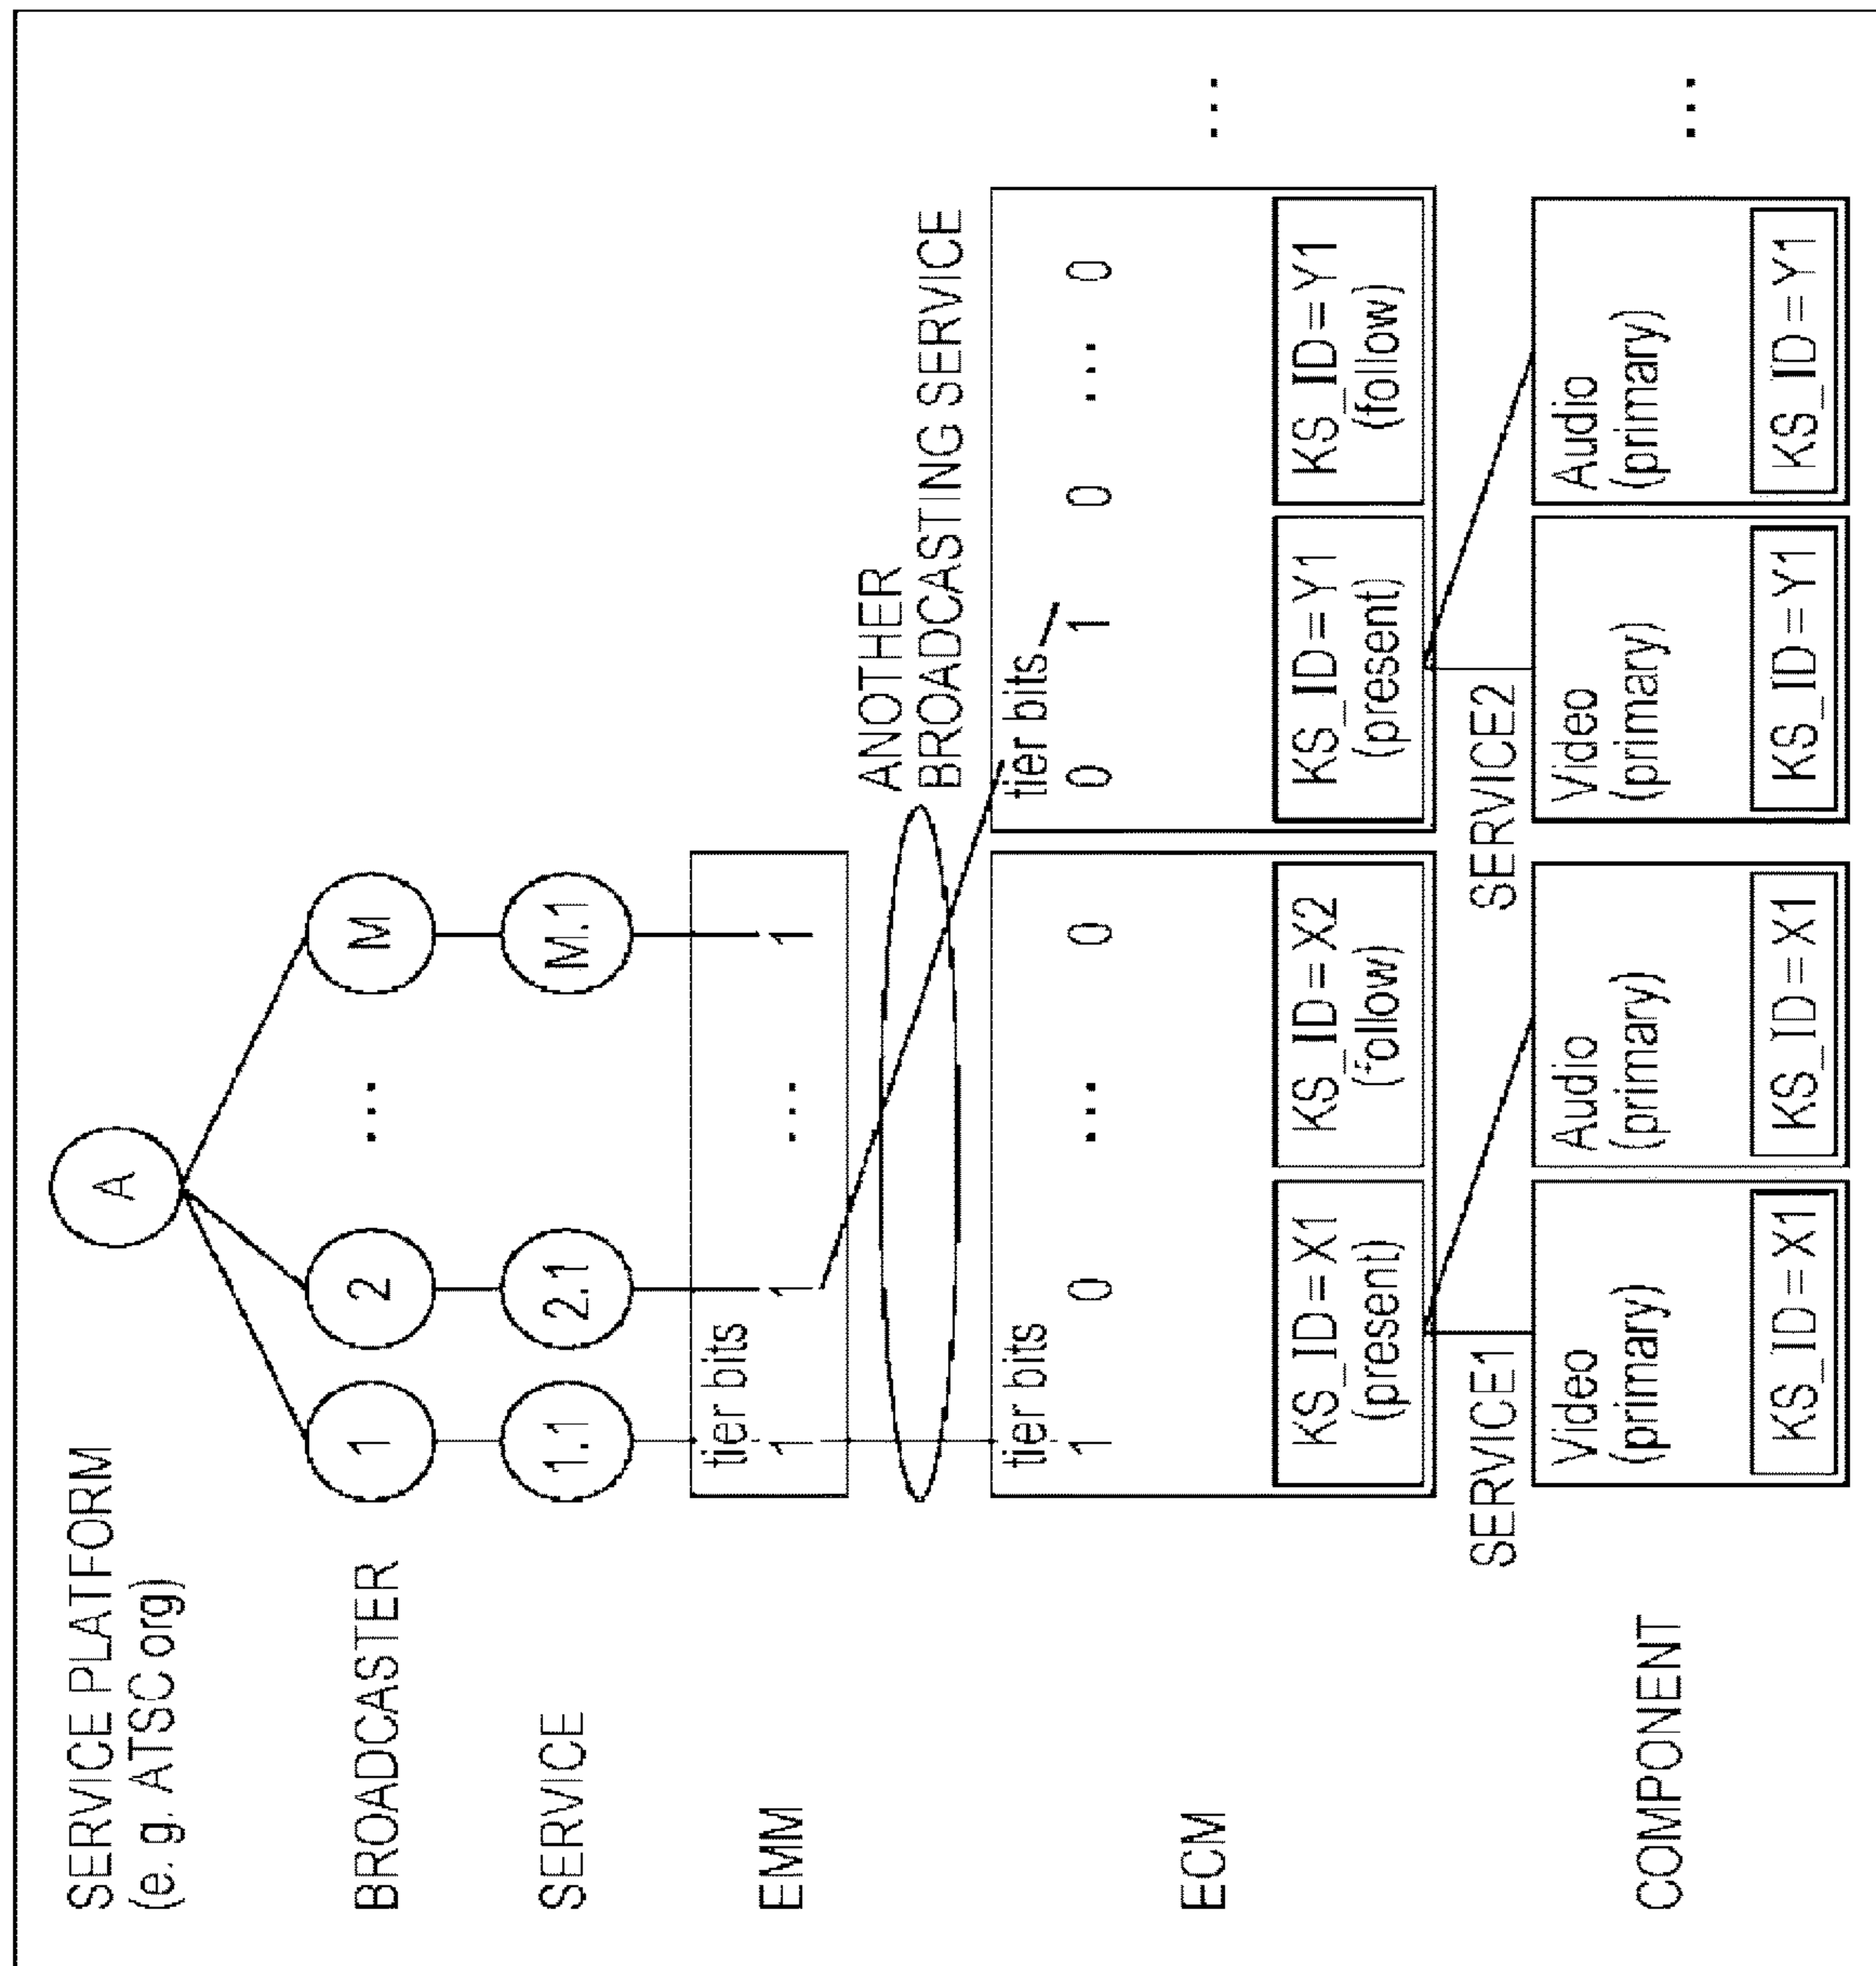 SERVICE PLATFORM
(e. g. ATSC org)
A
BROADCASTER
1
2
...
M
SERVICE
1.1
2.1
M.1
EMM
tier bits
1 1 ... 1
ANOTHER
BROADCASTING SERVICE
ECM
tier bits
1 0 ... 0
KS_ID=X1
(present)
KS_ID=X2
(follow)
tier bits
0 1 0 ... 0
KS_ID=Y1
(present)
KS_ID=Y1
(follow)
...
SERVICE1
SERVICE2
COMPONENT
Video
(primary)
KS_ID=X1
Audio
(primary)
KS_ID=X1
Video
(primary)
KS_ID=Y1
Audio
(primary)
KS_ID=Y1
...